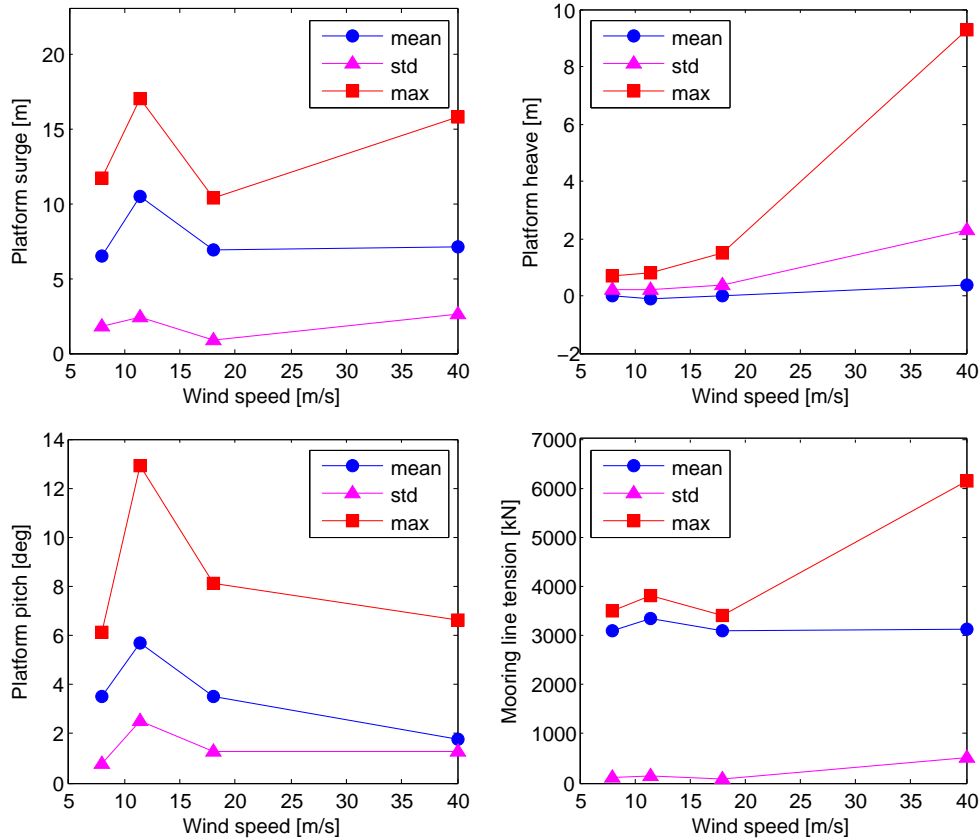 Platform surge [m]
20
15
10
5
0
mean
std
max
5 10 15 20 25 30 35 40
Wind speed [m/s]
Platform heave [m]
10
8
6
4
2
0
−2
mean
std
max
5 10 15 20 25 30 35 40
Wind speed [m/s]
Platform pitch [deg]
14
12
10
8
6
4
2
0
mean
std
max
5 10 15 20 25 30 35 40
Wind speed [m/s]
Mooring line tension [kN]
7000
6000
5000
4000
3000
2000
1000
0
mean
std
max
5 10 15 20 25 30 35 40
Wind speed [m/s]